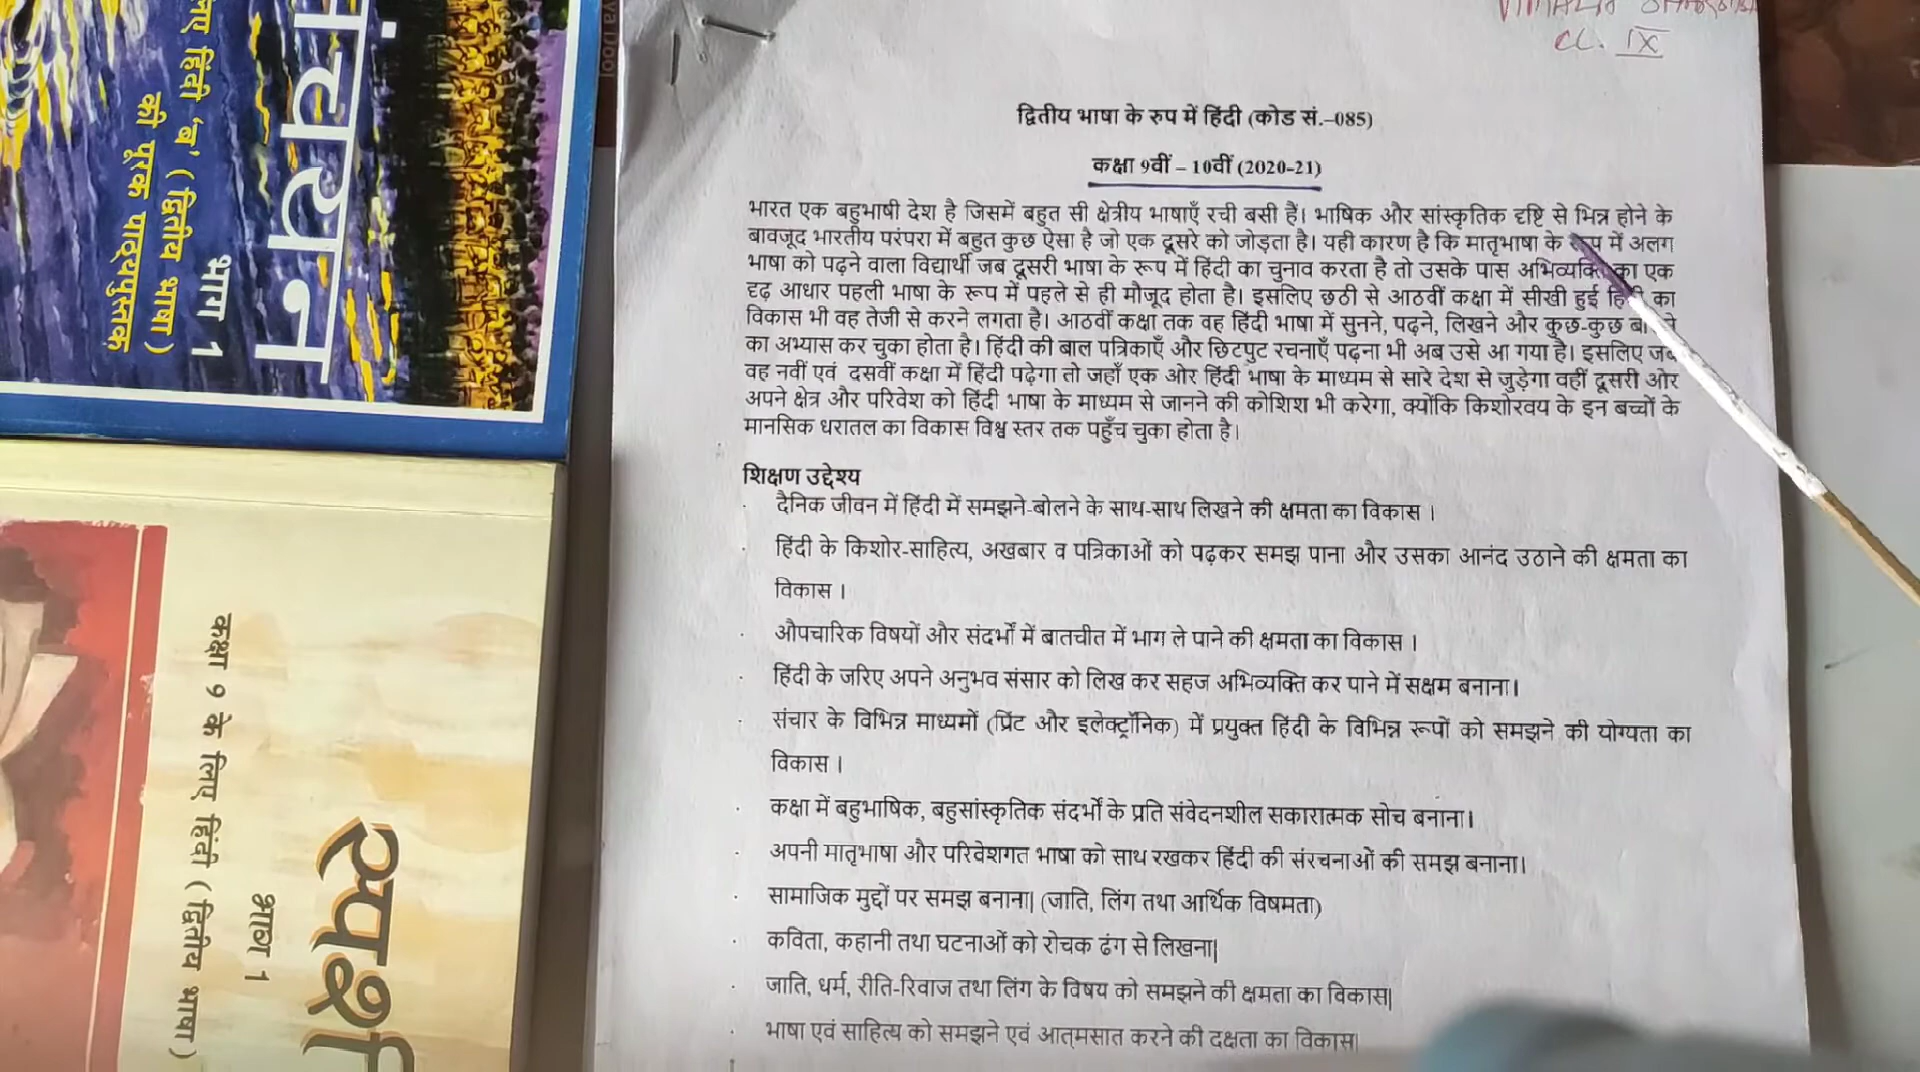 संचयन
भाग 1
हिंदी 'ब' (द्वितीय भाषा)
की पूरक पाठ्यपुस्तक
स्पर्श
भाग 1
कक्षा 9 के लिए हिंदी (द्वितीय भाषा)
CL. IX
द्वितीय भाषा के रुप में हिंदी (कोड सं.–085)
कक्षा 9वीं – 10वीं (2020-21)
भारत एक बहुभाषी देश है जिसमें बहुत सी क्षेत्रीय भाषाएँ रची बसी हैं। भाषिक और सांस्कृतिक दृष्टि से भिन्न होने के
बावजूद भारतीय परंपरा में बहुत कुछ ऐसा है जो एक दूसरे को जोड़ता है। यही कारण है कि मातृभाषा के रूप में अलग
भाषा को पढ़ने वाला विद्यार्थी जब दूसरी भाषा के रूप में हिंदी का चुनाव करता है तो उसके पास अभिव्यक्ति का एक
दृढ़ आधार पहली भाषा के रूप में पहले से ही मौजूद होता है। इसलिए छठी से आठवीं कक्षा में सीखी हुई हिंदी का
विकास भी वह तेजी से करने लगता है। आठवीं कक्षा तक वह हिंदी भाषा में सुनने, पढ़ने, लिखने और कुछ-कुछ
का अभ्यास कर चुका होता है। हिंदी की बाल पत्रिकाएँ और छिटपुट रचनाएँ पढ़ना भी अब उसे आ गया है। इसलिए जब
वह नवीं एवं दसवीं कक्षा में हिंदी पढ़ेगा तो जहाँ एक ओर हिंदी भाषा के माध्यम से सारे देश से जुड़ेगा वहीं दूसरी ओर
अपने क्षेत्र और परिवेश को हिंदी भाषा के माध्यम से जानने की कोशिश भी करेगा, क्योंकि किशोरवय के इन बच्चों के
मानसिक धरातल का विकास विश्व स्तर तक पहुँच चुका होता है।
शिक्षण उद्देश्य
· दैनिक जीवन में हिंदी में समझने-बोलने के साथ-साथ लिखने की क्षमता का विकास ।
· हिंदी के किशोर-साहित्य, अखबार व पत्रिकाओं को पढ़कर समझ पाना और उसका आनंद उठाने की क्षमता का
विकास ।
· औपचारिक विषयों और संदर्भों में बातचीत में भाग ले पाने की क्षमता का विकास ।
· हिंदी के जरिए अपने अनुभव संसार को लिख कर सहज अभिव्यक्ति कर पाने में सक्षम बनाना।
· संचार के विभिन्न माध्यमों (प्रिंट और इलेक्ट्रॉनिक) में प्रयुक्त हिंदी के विभिन्न रूपों को समझने की योग्यता का
विकास ।
· कक्षा में बहुभाषिक, बहुसांस्कृतिक संदर्भों के प्रति संवेदनशील सकारात्मक सोच बनाना।
· अपनी मातृभाषा और परिवेशगत भाषा को साथ रखकर हिंदी की संरचनाओं की समझ बनाना।
· सामाजिक मुद्दों पर समझ बनाना| (जाति, लिंग तथा आर्थिक विषमता)
· कविता, कहानी तथा घटनाओं को रोचक ढंग से लिखना|
· जाति, धर्म, रीति-रिवाज तथा लिंग के विषय को समझने की क्षमता का विकास|
· भाषा एवं साहित्य को समझने एवं आत्मसात करने की दक्षता का विकास|